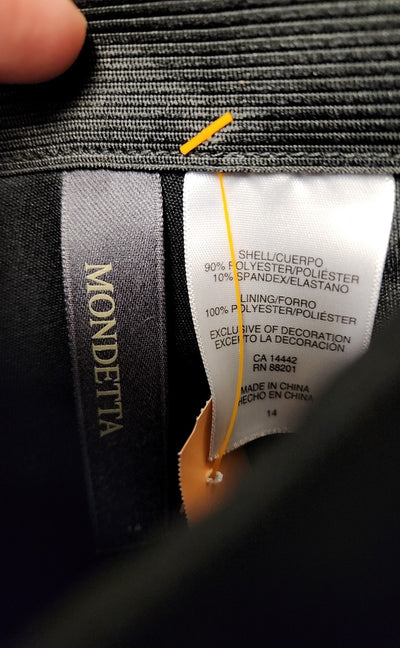 MONDETTA
SHELL/CUERPO
90% POLYESTER/POLIÉSTER
10% SPANDEX/ELASTANO
LINING/FORRO
100% POLYESTER/POLIÉSTER
EXCLUSIVE OF DECORATION
EXCEPTO LA DECORACIÓN
CA 14442
RN 88201
MADE IN CHINA
HECHO EN CHINA
14